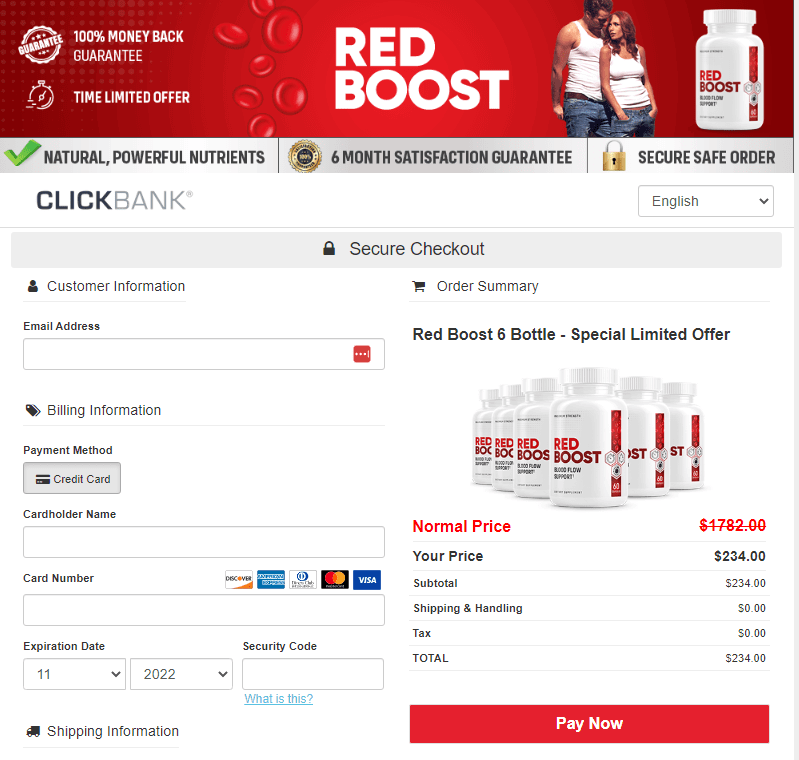 GUARANTEE
100% MONEY BACK
GUARANTEE
TIME LIMITED OFFER
RED
BOOST
RED
BOOST
BLOOD FLOW
SUPPORT
60
NATURAL, POWERFUL NUTRIENTS
100%
6 MONTH SATISFACTION GUARANTEE
SECURE SAFE ORDER
CLICKBANK®
English
Secure Checkout
Customer Information
Email Address
Billing Information
Payment Method
Credit Card
Cardholder Name
Card Number
DISCOVER
AMERICAN EXPRESS
Diners Club
MasterCard
VISA
Expiration Date
Security Code
11
2022
What is this?
Shipping Information
Order Summary
Red Boost 6 Bottle - Special Limited Offer
RED
BOOST
BLOOD FLOW
SUPPORT
60
Normal Price $1782.00
Your Price $234.00
Subtotal $234.00
Shipping & Handling $0.00
Tax $0.00
TOTAL $234.00
Pay Now